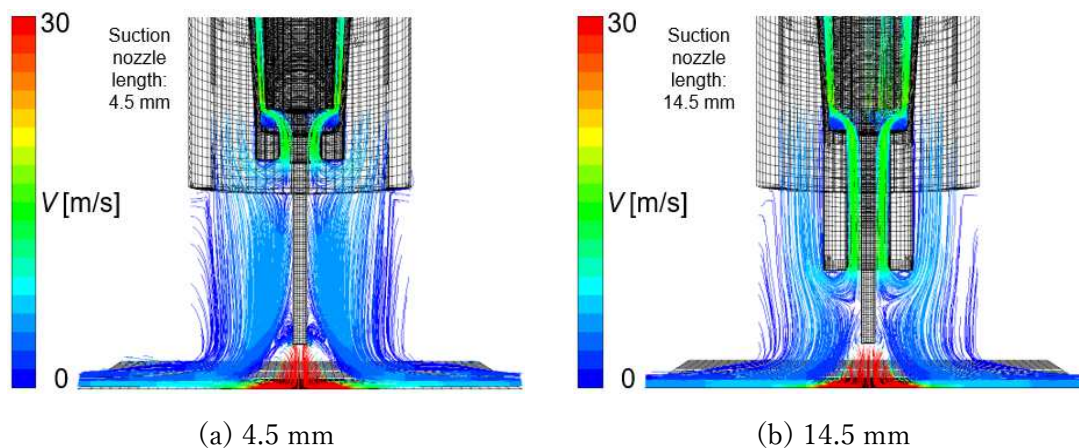 30
Suction
nozzle
length:
4.5 mm
V [m/s]
0
30
Suction
nozzle
length:
14.5 mm
V [m/s]
0
(a) 4.5 mm
(b) 14.5 mm